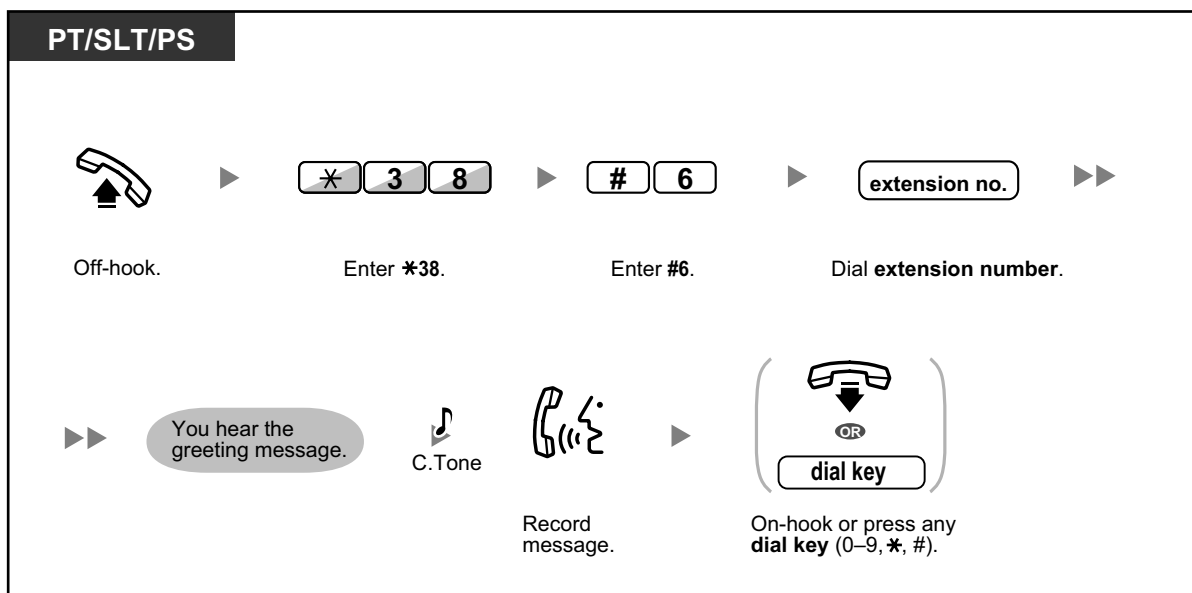 PT/SLT/PS
* 3 8 # 6 extension no.
Off-hook. Enter *38. Enter #6. Dial extension number.
You hear the
greeting message.
C.Tone
OR
dial key
Record
message.
On-hook or press any
dial key (0–9, *, #).